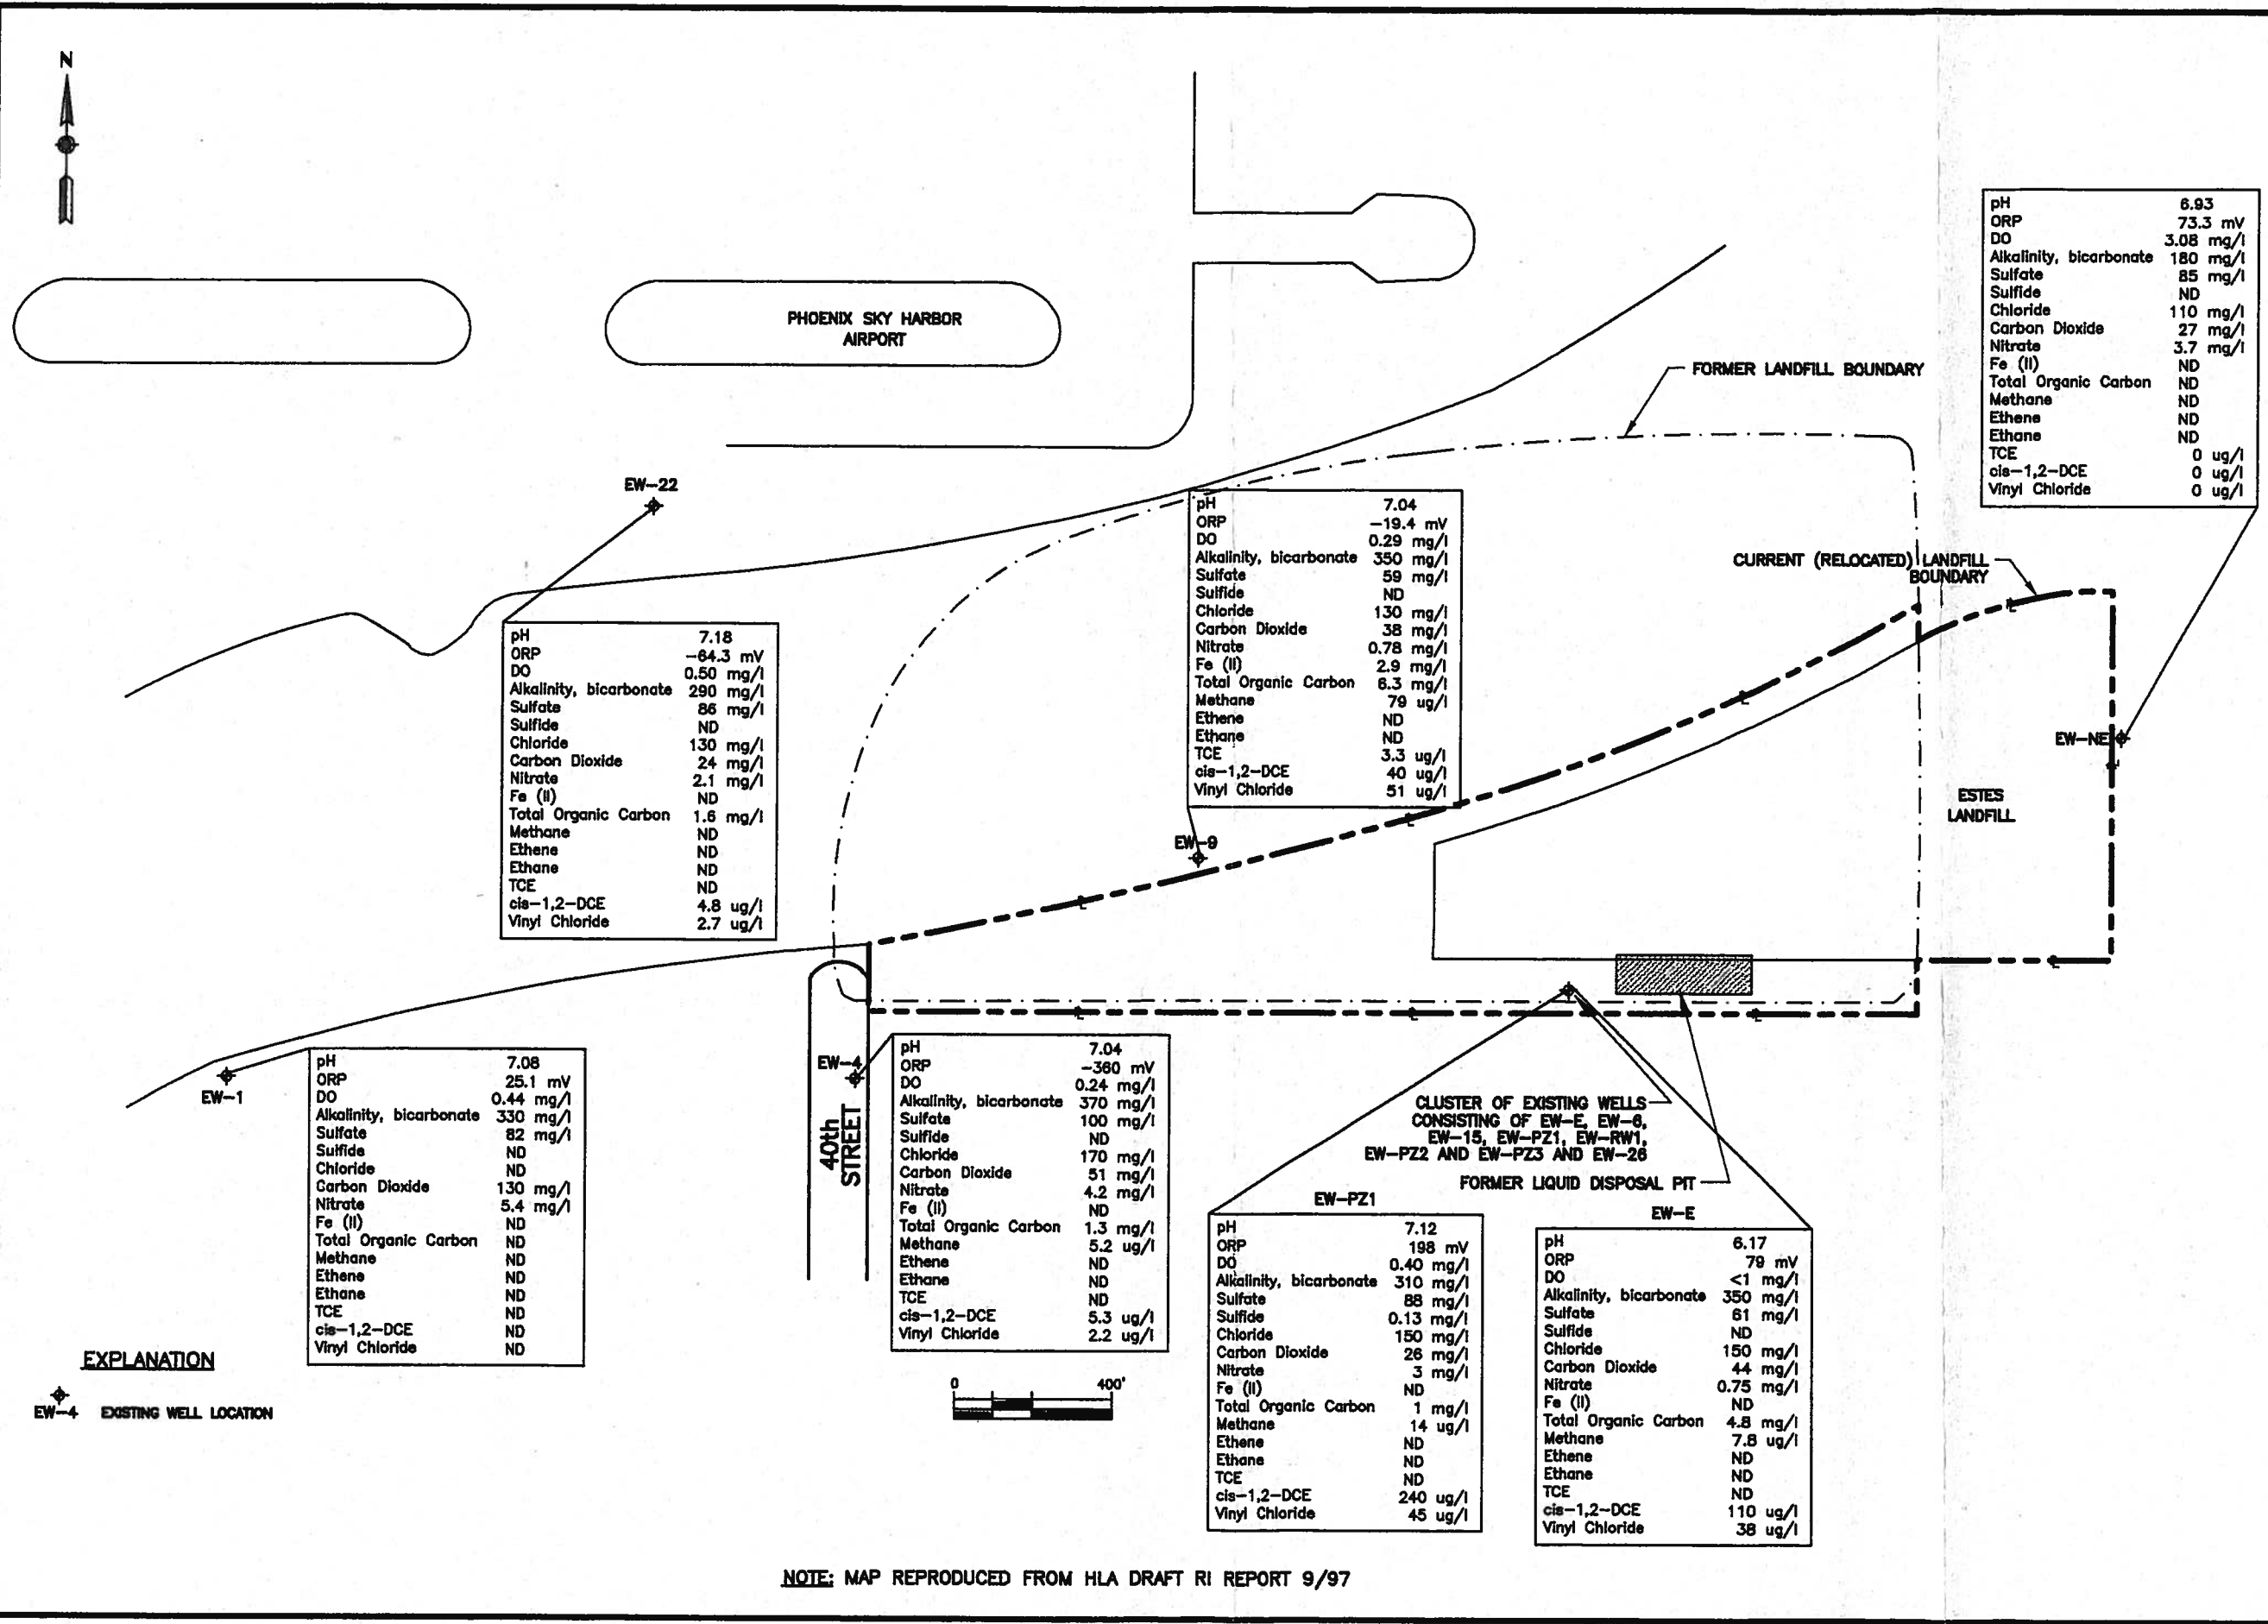 N
PHOENIX SKY HARBOR
AIRPORT
FORMER LANDFILL BOUNDARY
pH 6.93
ORP 73.3 mV
DO 3.08 mg/l
Alkalinity, bicarbonate 180 mg/l
Sulfate 85 mg/l
Sulfide ND
Chloride 110 mg/l
Carbon Dioxide 27 mg/l
Nitrate 3.7 mg/l
Fe (II) ND
Total Organic Carbon ND
Methane ND
Ethene ND
Ethane ND
TCE 0 ug/l
cis-1,2-DCE 0 ug/l
Vinyl Chloride 0 ug/l
EW-22
pH 7.04
ORP -19.4 mV
DO 0.29 mg/l
Alkalinity, bicarbonate 350 mg/l
Sulfate 59 mg/l
Sulfide ND
Chloride 130 mg/l
Carbon Dioxide 38 mg/l
Nitrate 0.78 mg/l
Fe (II) 2.9 mg/l
Total Organic Carbon 6.3 mg/l
Methane 79 ug/l
Ethene ND
Ethane ND
TCE 3.3 ug/l
cis-1,2-DCE 40 ug/l
Vinyl Chloride 51 ug/l
CURRENT (RELOCATED) LANDFILL
BOUNDARY
pH 7.18
ORP -64.3 mV
DO 0.50 mg/l
Alkalinity, bicarbonate 290 mg/l
Sulfate 86 mg/l
Sulfide ND
Chloride 130 mg/l
Carbon Dioxide 24 mg/l
Nitrate 2.1 mg/l
Fe (II) ND
Total Organic Carbon 1.6 mg/l
Methane ND
Ethene ND
Ethane ND
TCE ND
cis-1,2-DCE 4.8 ug/l
Vinyl Chloride 2.7 ug/l
EW-NE
ESTES
LANDFILL
EW-9
EW-1
pH 7.08
ORP 25.1 mV
DO 0.44 mg/l
Alkalinity, bicarbonate 330 mg/l
Sulfate 82 mg/l
Sulfide ND
Chloride ND
Carbon Dioxide 130 mg/l
Nitrate 5.4 mg/l
Fe (II) ND
Total Organic Carbon ND
Methane ND
Ethene ND
Ethane ND
TCE ND
cis-1,2-DCE ND
Vinyl Chloride ND
EW-4
40th
STREET
pH 7.04
ORP -360 mV
DO 0.24 mg/l
Alkalinity, bicarbonate 370 mg/l
Sulfate 100 mg/l
Sulfide ND
Chloride 170 mg/l
Carbon Dioxide 51 mg/l
Nitrate 4.2 mg/l
Fe (II) ND
Total Organic Carbon 1.3 mg/l
Methane 5.2 ug/l
Ethene ND
Ethane ND
TCE ND
cis-1,2-DCE 5.3 ug/l
Vinyl Chloride 2.2 ug/l
CLUSTER OF EXISTING WELLS
CONSISTING OF EW-E, EW-6,
EW-15, EW-PZ1, EW-RW1,
EW-PZ2 AND EW-PZ3 AND EW-26
FORMER LIQUID DISPOSAL PIT
EW-PZ1
pH 7.12
ORP 198 mV
DO 0.40 mg/l
Alkalinity, bicarbonate 310 mg/l
Sulfate 88 mg/l
Sulfide 0.13 mg/l
Chloride 150 mg/l
Carbon Dioxide 26 mg/l
Nitrate 3 mg/l
Fe (II) ND
Total Organic Carbon 1 mg/l
Methane 14 ug/l
Ethene ND
Ethane ND
TCE ND
cis-1,2-DCE 240 ug/l
Vinyl Chloride 45 ug/l
EW-E
pH 6.17
ORP 79 mV
DO <1 mg/l
Alkalinity, bicarbonate 350 mg/l
Sulfate 61 mg/l
Sulfide ND
Chloride 150 mg/l
Carbon Dioxide 44 mg/l
Nitrate 0.75 mg/l
Fe (II) ND
Total Organic Carbon 4.8 mg/l
Methane 7.8 ug/l
Ethene ND
Ethane ND
TCE ND
cis-1,2-DCE 110 ug/l
Vinyl Chloride 38 ug/l
EXPLANATION
EW-4 EXISTING WELL LOCATION
0 400'
NOTE: MAP REPRODUCED FROM HLA DRAFT RI REPORT 9/97